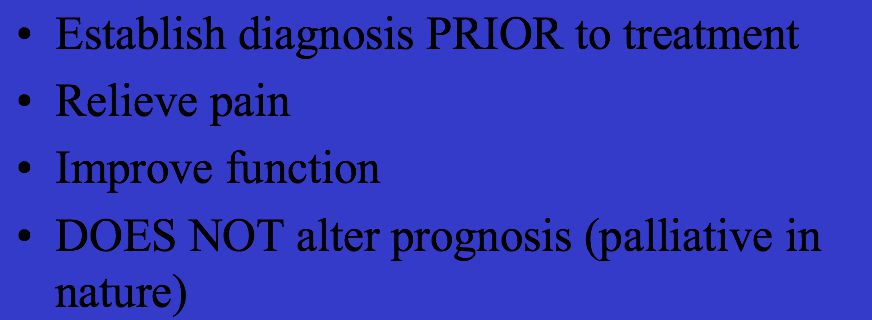 • Establish diagnosis PRIOR to treatment
• Relieve pain
• Improve function
• DOES NOT alter prognosis (palliative in
nature)